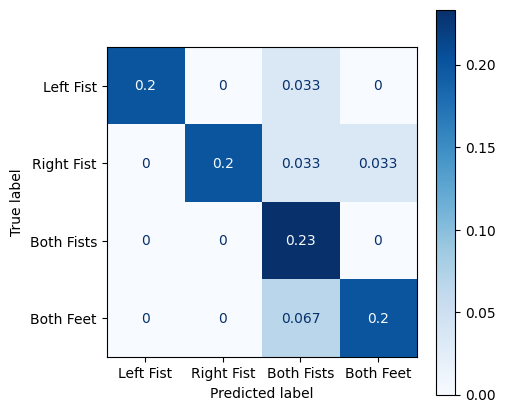 Left Fist 0.2 0 0.033 0
Right Fist 0 0.2 0.033 0.033
Both Fists 0 0 0.23 0
Both Feet 0 0 0.067 0.2
Left Fist Right Fist Both Fists Both Feet
Predicted label
True label
0.20
0.15
0.10
0.05
0.00